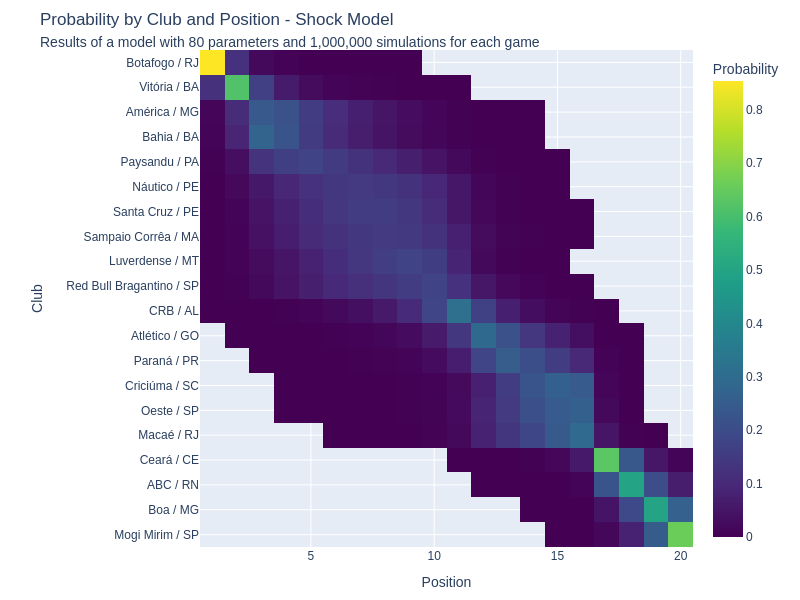 Probability by Club and Position - Shock Model
Results of a model with 80 parameters and 1,000,000 simulations for each game
Probability
Botafogo / RJ
Vitória / BA
América / MG
Bahia / BA
Paysandu / PA
Náutico / PE
Santa Cruz / PE
Sampaio Corrêa / MA
Luverdense / MT
Red Bull Bragantino / SP
CRB / AL
Atlético / GO
Paraná / PR
Criciúma / SC
Oeste / SP
Macaé / RJ
Ceará / CE
ABC / RN
Boa / MG
Mogi Mirim / SP
Club
5
10
15
20
Position
0.8
0.7
0.6
0.5
0.4
0.3
0.2
0.1
0